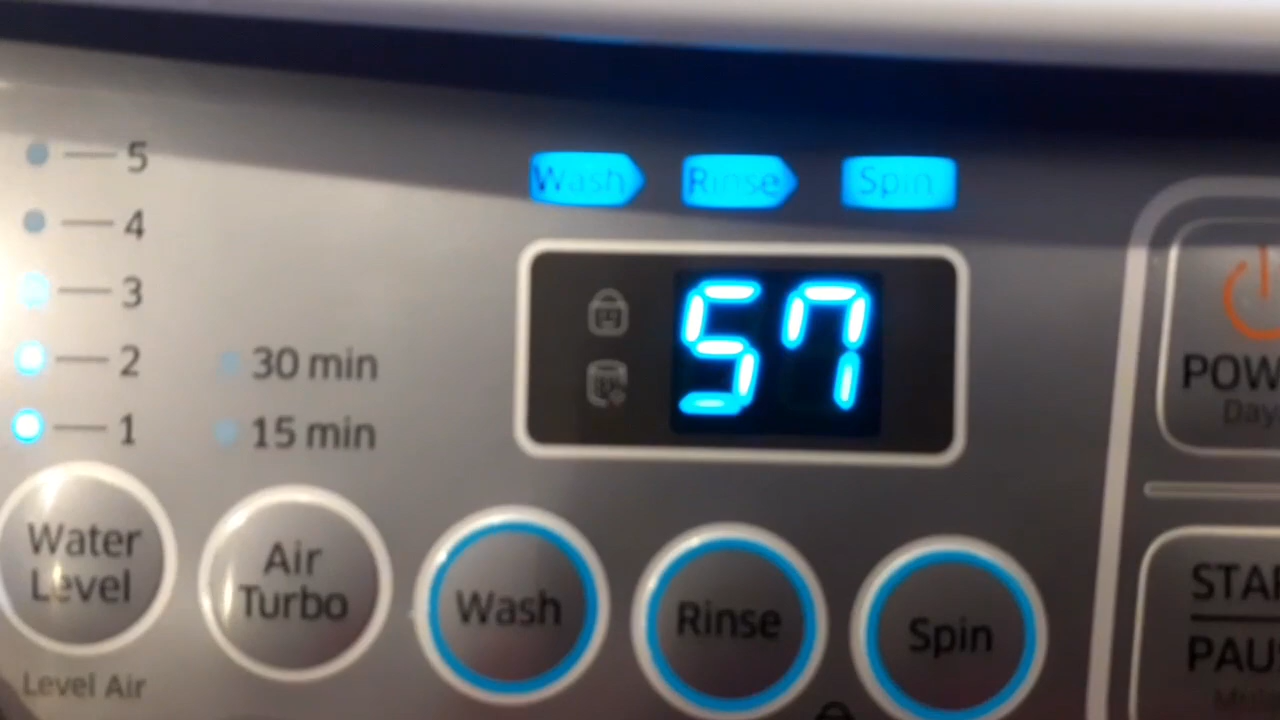 5
4
3
2
1
30 min
15 min
Wash
Rinse
Spin
57
POW
Day
Water
Level
Air
Turbo
Wash
Rinse
Spin
STAR
PAU
Level Air